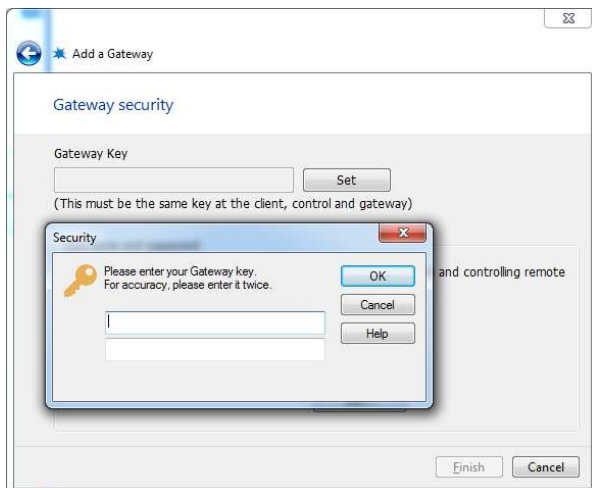 Add a Gateway
Gateway security
Gateway Key
Set
(This must be the same key at the client, control and gateway)
Security
Please enter your Gateway key.
For accuracy, please enter it twice.
OK
and controlling remote
Cancel
Help
Finish
Cancel